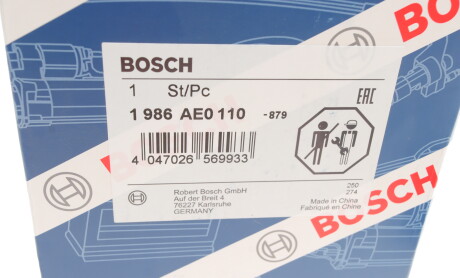 BOSCH
BOSCH
1 St/Pc
1 986 AE0 110 -879
EAC
4 047026 569933
Robert Bosch GmbH
Auf der Breit 4
76227 Karlsruhe
GERMANY
250
274
Made in China
Fabriqué en Chine